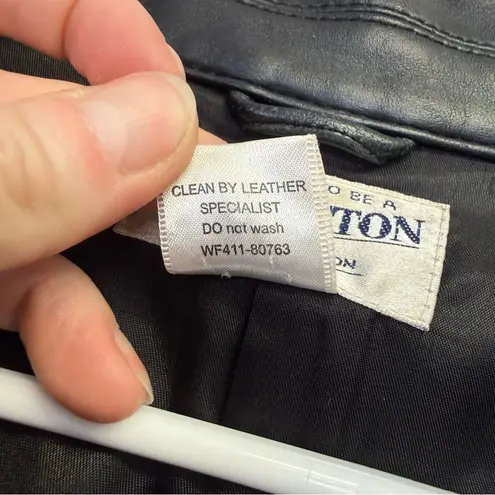 CLEAN BY LEATHER
SPECIALIST
DO not wash
WF411-80763
O BE A
TON
ON